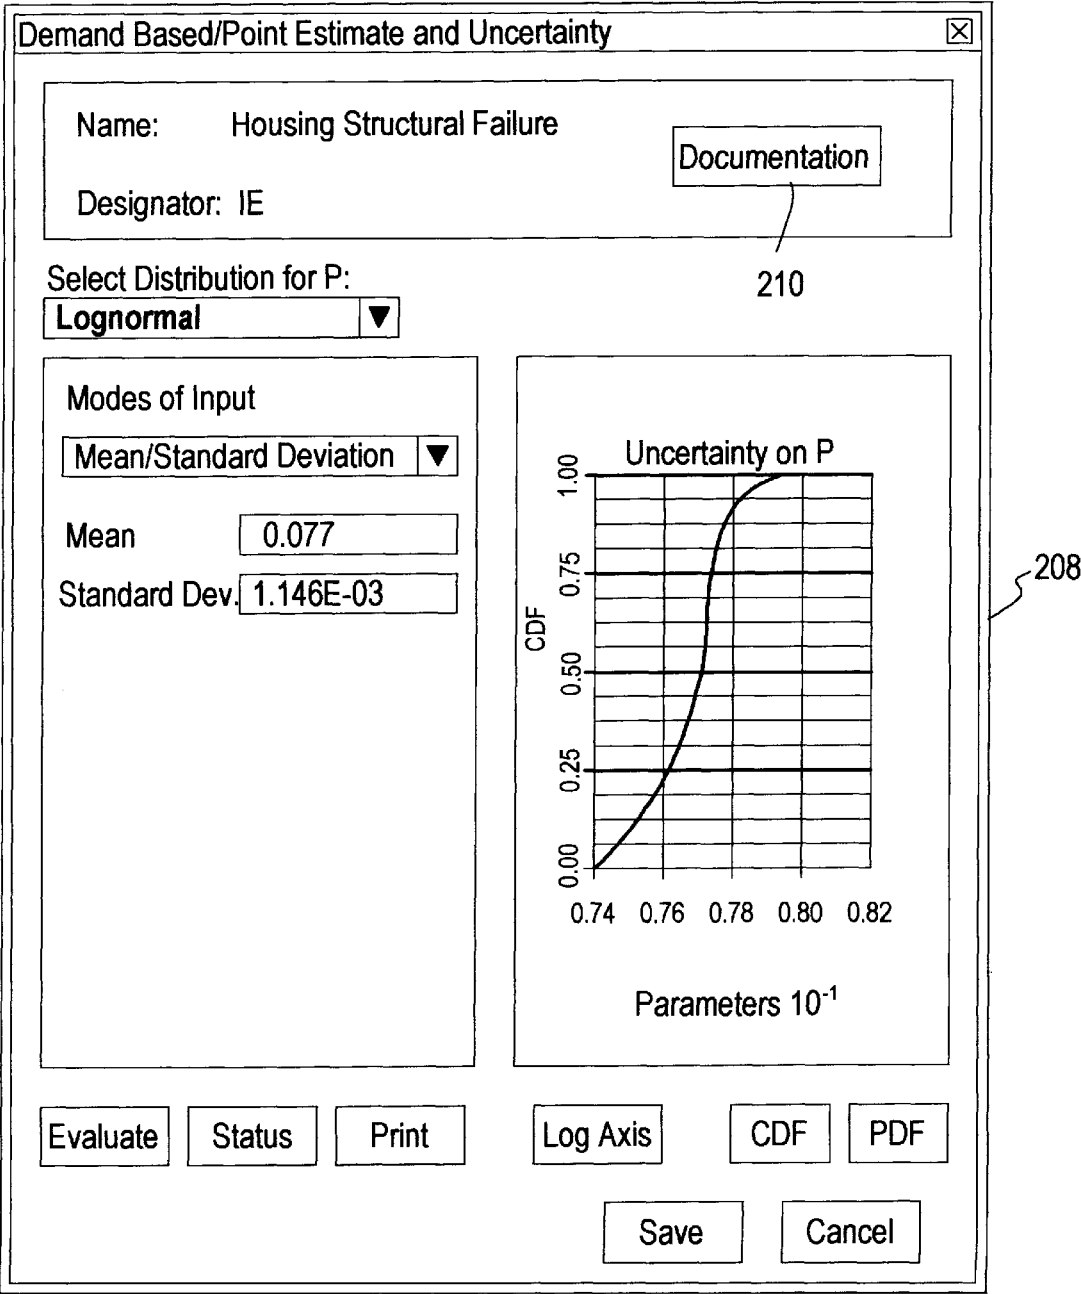 Demand Based/Point Estimate and Uncertainty
Name: Housing Structural Failure
Documentation
Designator: IE
210
Select Distribution for P:
Lognormal
Modes of Input
Mean/Standard Deviation
Mean 0.077
Standard Dev. 1.146E-03
Uncertainty on P
CDF
1.00
0.75
0.50
0.25
0.00
0.74 0.76 0.78 0.80 0.82
Parameters 10⁻¹
208
Evaluate Status Print Log Axis CDF PDF
Save Cancel